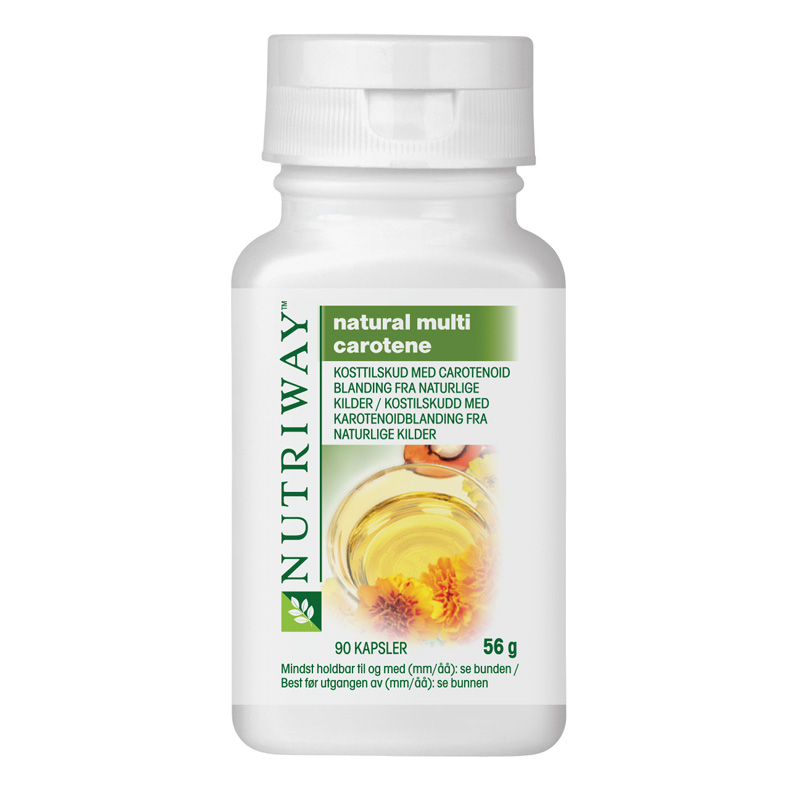 NUTRIWAY™
natural multi
carotene
KOSTTILSKUD MED CAROTENOID
BLANDING FRA NATURLIGE
KILDER / KOSTILSKUDD MED
KAROTENOIDBLANDING FRA
NATURLIGE KILDER
90 KAPSLER 56 g
Mindst holdbar til og med (mm/åå): se bunden /
Best før utgangen av (mm/åå): se bunnen